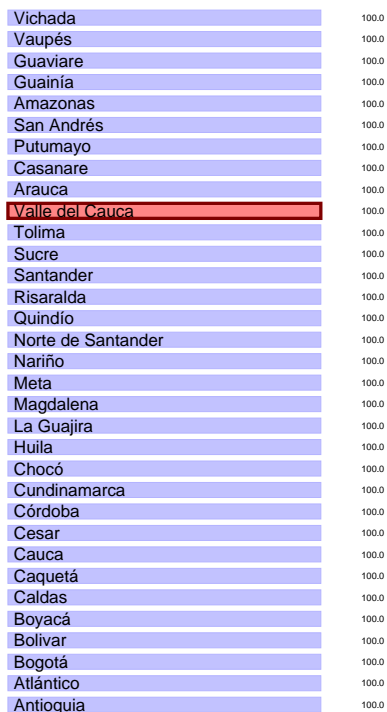 Vichada 100.0
Vaupés 100.0
Guaviare 100.0
Guainía 100.0
Amazonas 100.0
San Andrés 100.0
Putumayo 100.0
Casanare 100.0
Arauca 100.0
Valle del Cauca 100.0
Tolima 100.0
Sucre 100.0
Santander 100.0
Risaralda 100.0
Quindío 100.0
Norte de Santander 100.0
Nariño 100.0
Meta 100.0
Magdalena 100.0
La Guajira 100.0
Huila 100.0
Chocó 100.0
Cundinamarca 100.0
Córdoba 100.0
Cesar 100.0
Cauca 100.0
Caquetá 100.0
Caldas 100.0
Boyacá 100.0
Bolivar 100.0
Bogotá 100.0
Atlántico 100.0
Antioquia 100.0